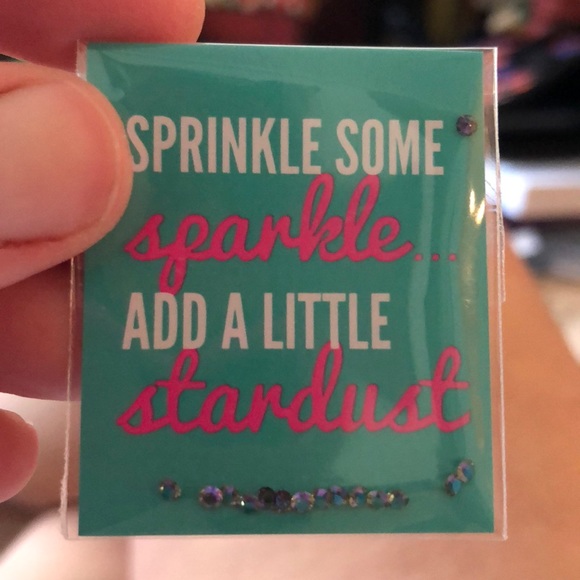 SPRINKLE SOME
sparkle...
ADD A LITTLE
stardust